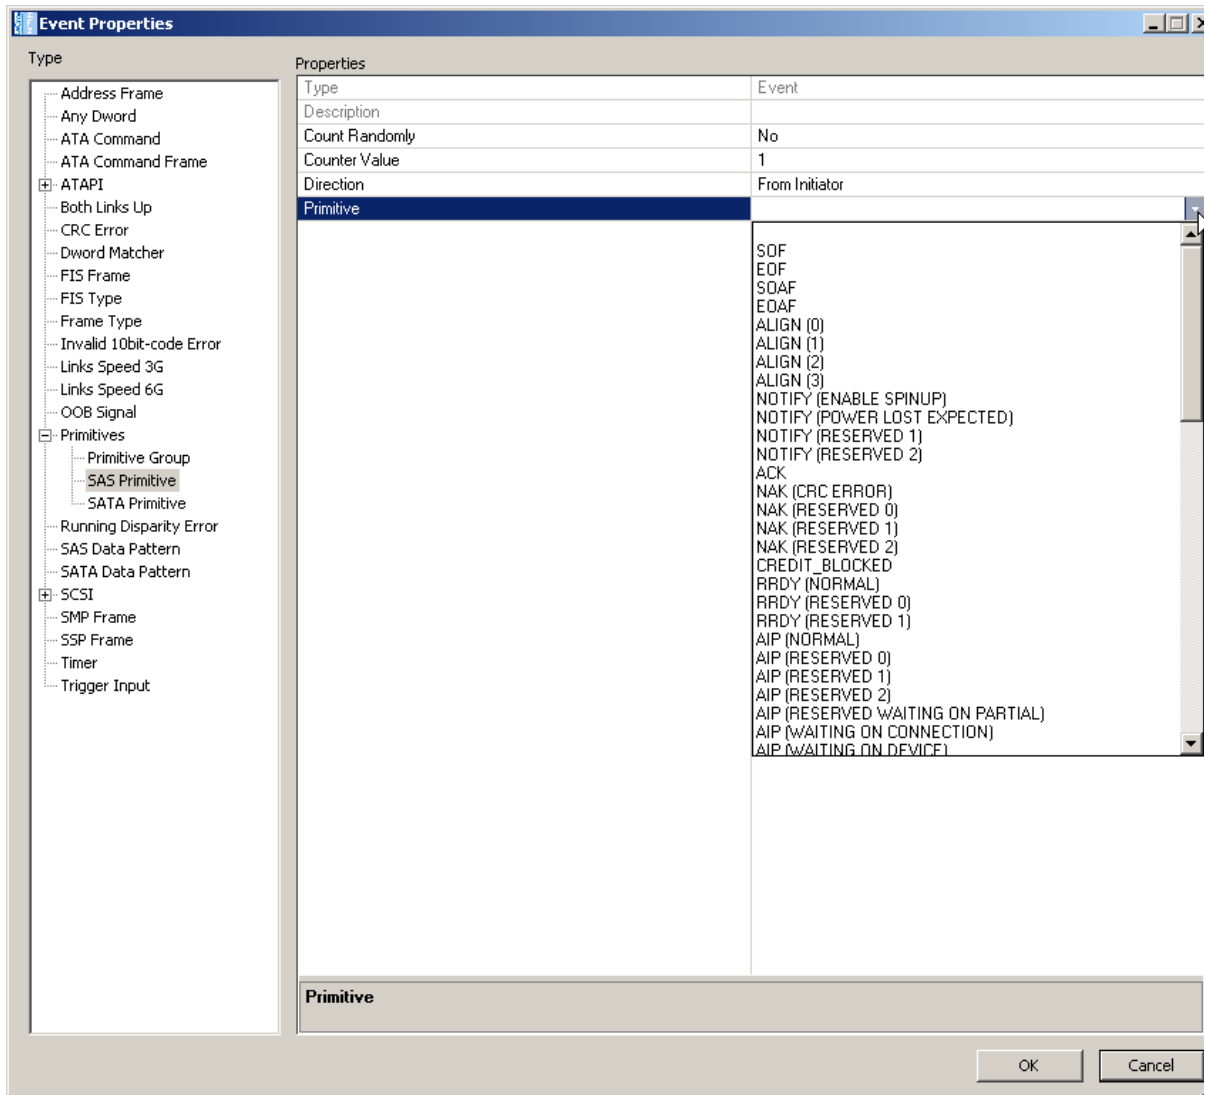 Event Properties
Type
Address Frame
Any Dword
ATA Command
ATA Command Frame
ATAPI
Both Links Up
CRC Error
Dword Matcher
FIS Frame
FIS Type
Frame Type
Invalid 10bit-code Error
Links Speed 3G
Links Speed 6G
OOB Signal
Primitives
Primitive Group
SAS Primitive
SATA Primitive
Running Disparity Error
SAS Data Pattern
SATA Data Pattern
SCSI
SMP Frame
SSP Frame
Timer
Trigger Input
Properties
Type Event
Description
Count Randomly No
Counter Value 1
Direction From Initiator
Primitive
SOF
EOF
SOAF
EOAF
ALIGN (0)
ALIGN (1)
ALIGN (2)
ALIGN (3)
NOTIFY (ENABLE SPINUP)
NOTIFY (POWER LOST EXPECTED)
NOTIFY (RESERVED 1)
NOTIFY (RESERVED 2)
ACK
NAK (CRC ERROR)
NAK (RESERVED 0)
NAK (RESERVED 1)
NAK (RESERVED 2)
CREDIT_BLOCKED
RRDY (NORMAL)
RRDY (RESERVED 0)
RRDY (RESERVED 1)
AIP (NORMAL)
AIP (RESERVED 0)
AIP (RESERVED 1)
AIP (RESERVED 2)
AIP (RESERVED WAITING ON PARTIAL)
AIP (WAITING ON CONNECTION)
AIP (WAITING ON DEVICE)
Primitive
OK Cancel